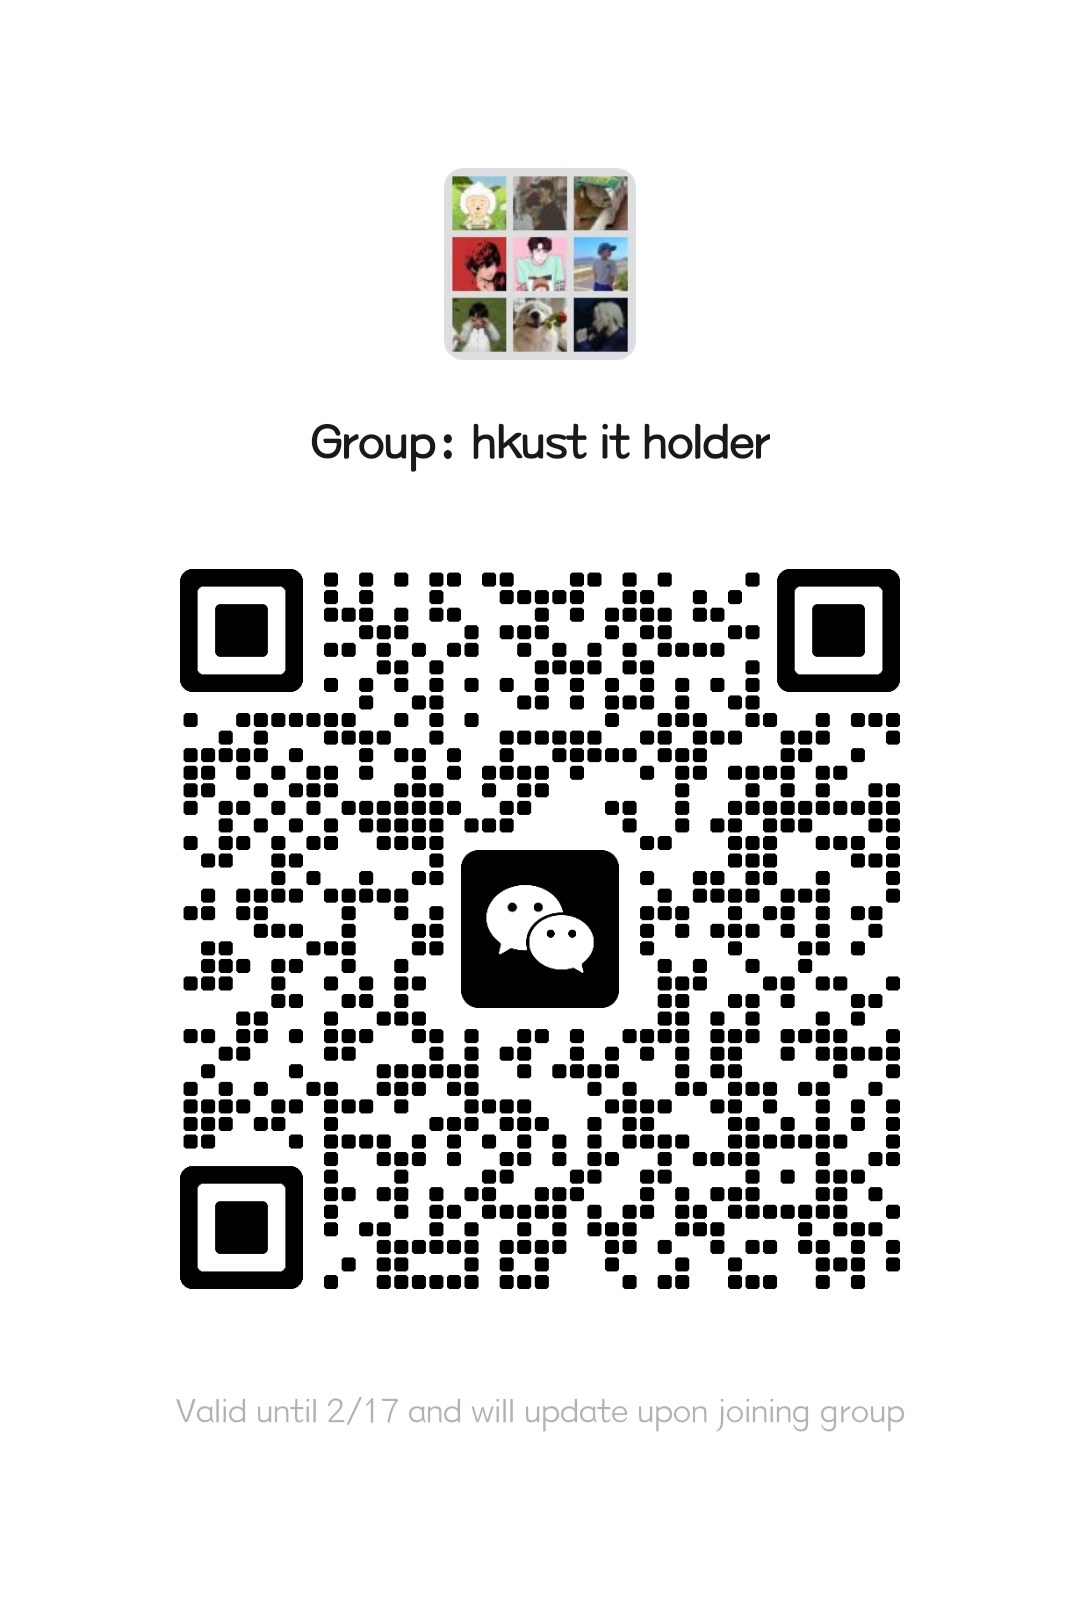 Group: hkust it holder
Valid until 2/17 and will update upon joining group